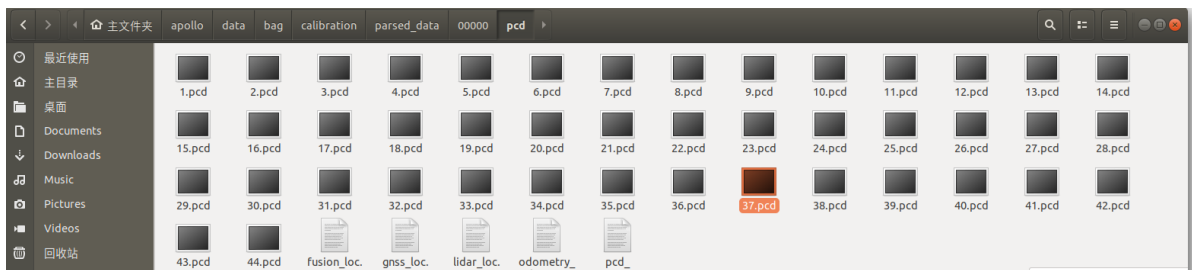 主文件夹 apollo data bag calibration parsed_data 00000 pcd
最近使用
主目录
桌面
Documents
Downloads
Music
Pictures
Videos
回收站
1.pcd 2.pcd 3.pcd 4.pcd 5.pcd 6.pcd 7.pcd 8.pcd 9.pcd 10.pcd 11.pcd 12.pcd 13.pcd 14.pcd
15.pcd 16.pcd 17.pcd 18.pcd 19.pcd 20.pcd 21.pcd 22.pcd 23.pcd 24.pcd 25.pcd 26.pcd 27.pcd 28.pcd
29.pcd 30.pcd 31.pcd 32.pcd 33.pcd 34.pcd 35.pcd 36.pcd 37.pcd 38.pcd 39.pcd 40.pcd 41.pcd 42.pcd
43.pcd 44.pcd fusion_loc. gnss_loc. lidar_loc. odometry_ pcd_